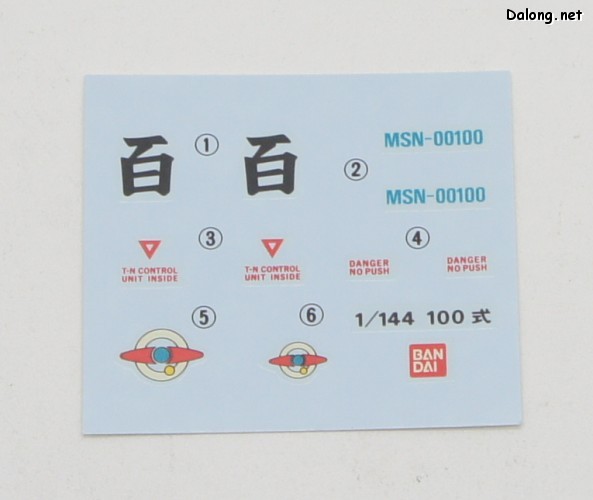 Dalong.net
百 ① 百
MSN-00100
②
MSN-00100
③
④
T-N CONTROL
UNIT INSIDE
T-N CONTROL
UNIT INSIDE
DANGER
NO PUSH
DANGER
NO PUSH
⑤
⑥
1/144 100 式
BAN
DAI